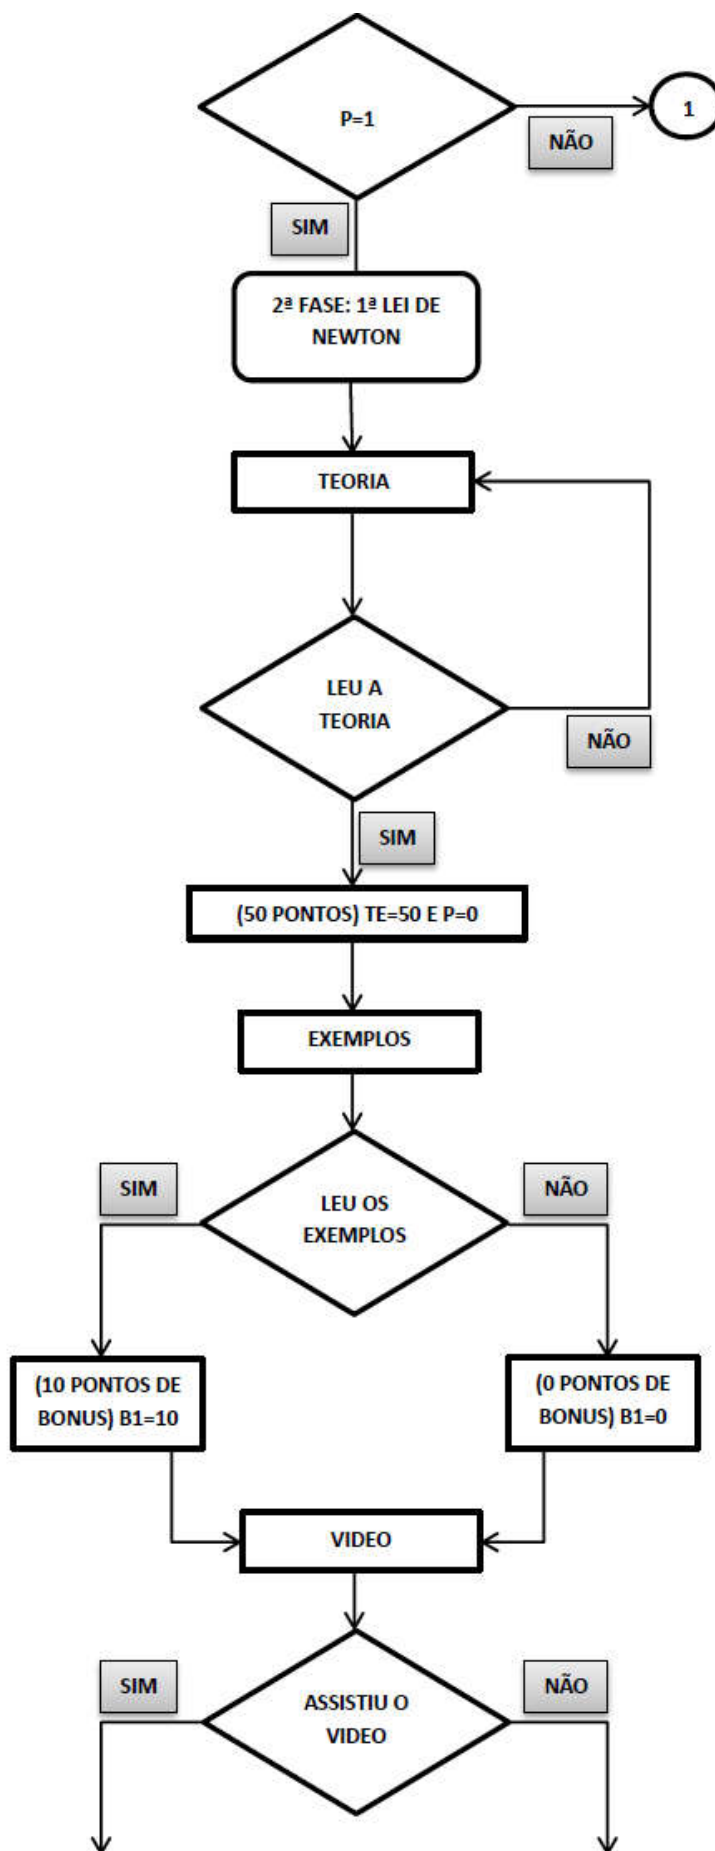 P=1
1
NÃO
SIM
2ª FASE: 1ª LEI DE
NEWTON
TEORIA
LEU A
TEORIA
NÃO
SIM
(50 PONTOS) TE=50 E P=0
EXEMPLOS
SIM
NÃO
LEU OS
EXEMPLOS
(10 PONTOS DE
BONUS) B1=10
(0 PONTOS DE
BONUS) B1=0
VIDEO
SIM
NÃO
ASSISTIU O
VIDEO